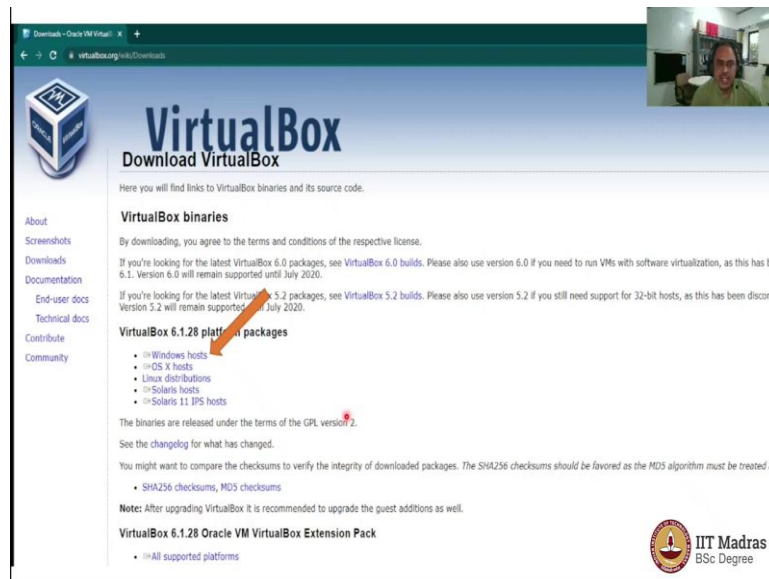 Downloads – Oracle VM Virtual
virtualbox.org/wiki/Downloads
VirtualBox
Download VirtualBox
Here you will find links to VirtualBox binaries and its source code.
About
Screenshots
Downloads
Documentation
End-user docs
Technical docs
Contribute
Community
VirtualBox binaries
By downloading, you agree to the terms and conditions of the respective license.
If you're looking for the latest VirtualBox 6.0 packages, see VirtualBox 6.0 builds. Please also use version 6.0 if you need to run VMs with software virtualization, as this has
6.1. Version 6.0 will remain supported until July 2020.
If you're looking for the latest VirtualBox 5.2 packages, see VirtualBox 5.2 builds. Please also use version 5.2 if you still need support for 32-bit hosts, as this has been discon
Version 5.2 will remain supported July 2020.
VirtualBox 6.1.28 platform packages
Windows hosts
OS X hosts
Linux distributions
Solaris hosts
Solaris 11 IPS hosts
The binaries are released under the terms of the GPL version 2.
See the changelog for what has changed.
You might want to compare the checksums to verify the integrity of downloaded packages. The SHA256 checksums should be favored as the MD5 algorithm must be treated
SHA256 checksums, MD5 checksums
Note: After upgrading VirtualBox it is recommended to upgrade the guest additions as well.
VirtualBox 6.1.28 Oracle VM VirtualBox Extension Pack
All supported platforms
IIT Madras
BSc Degree